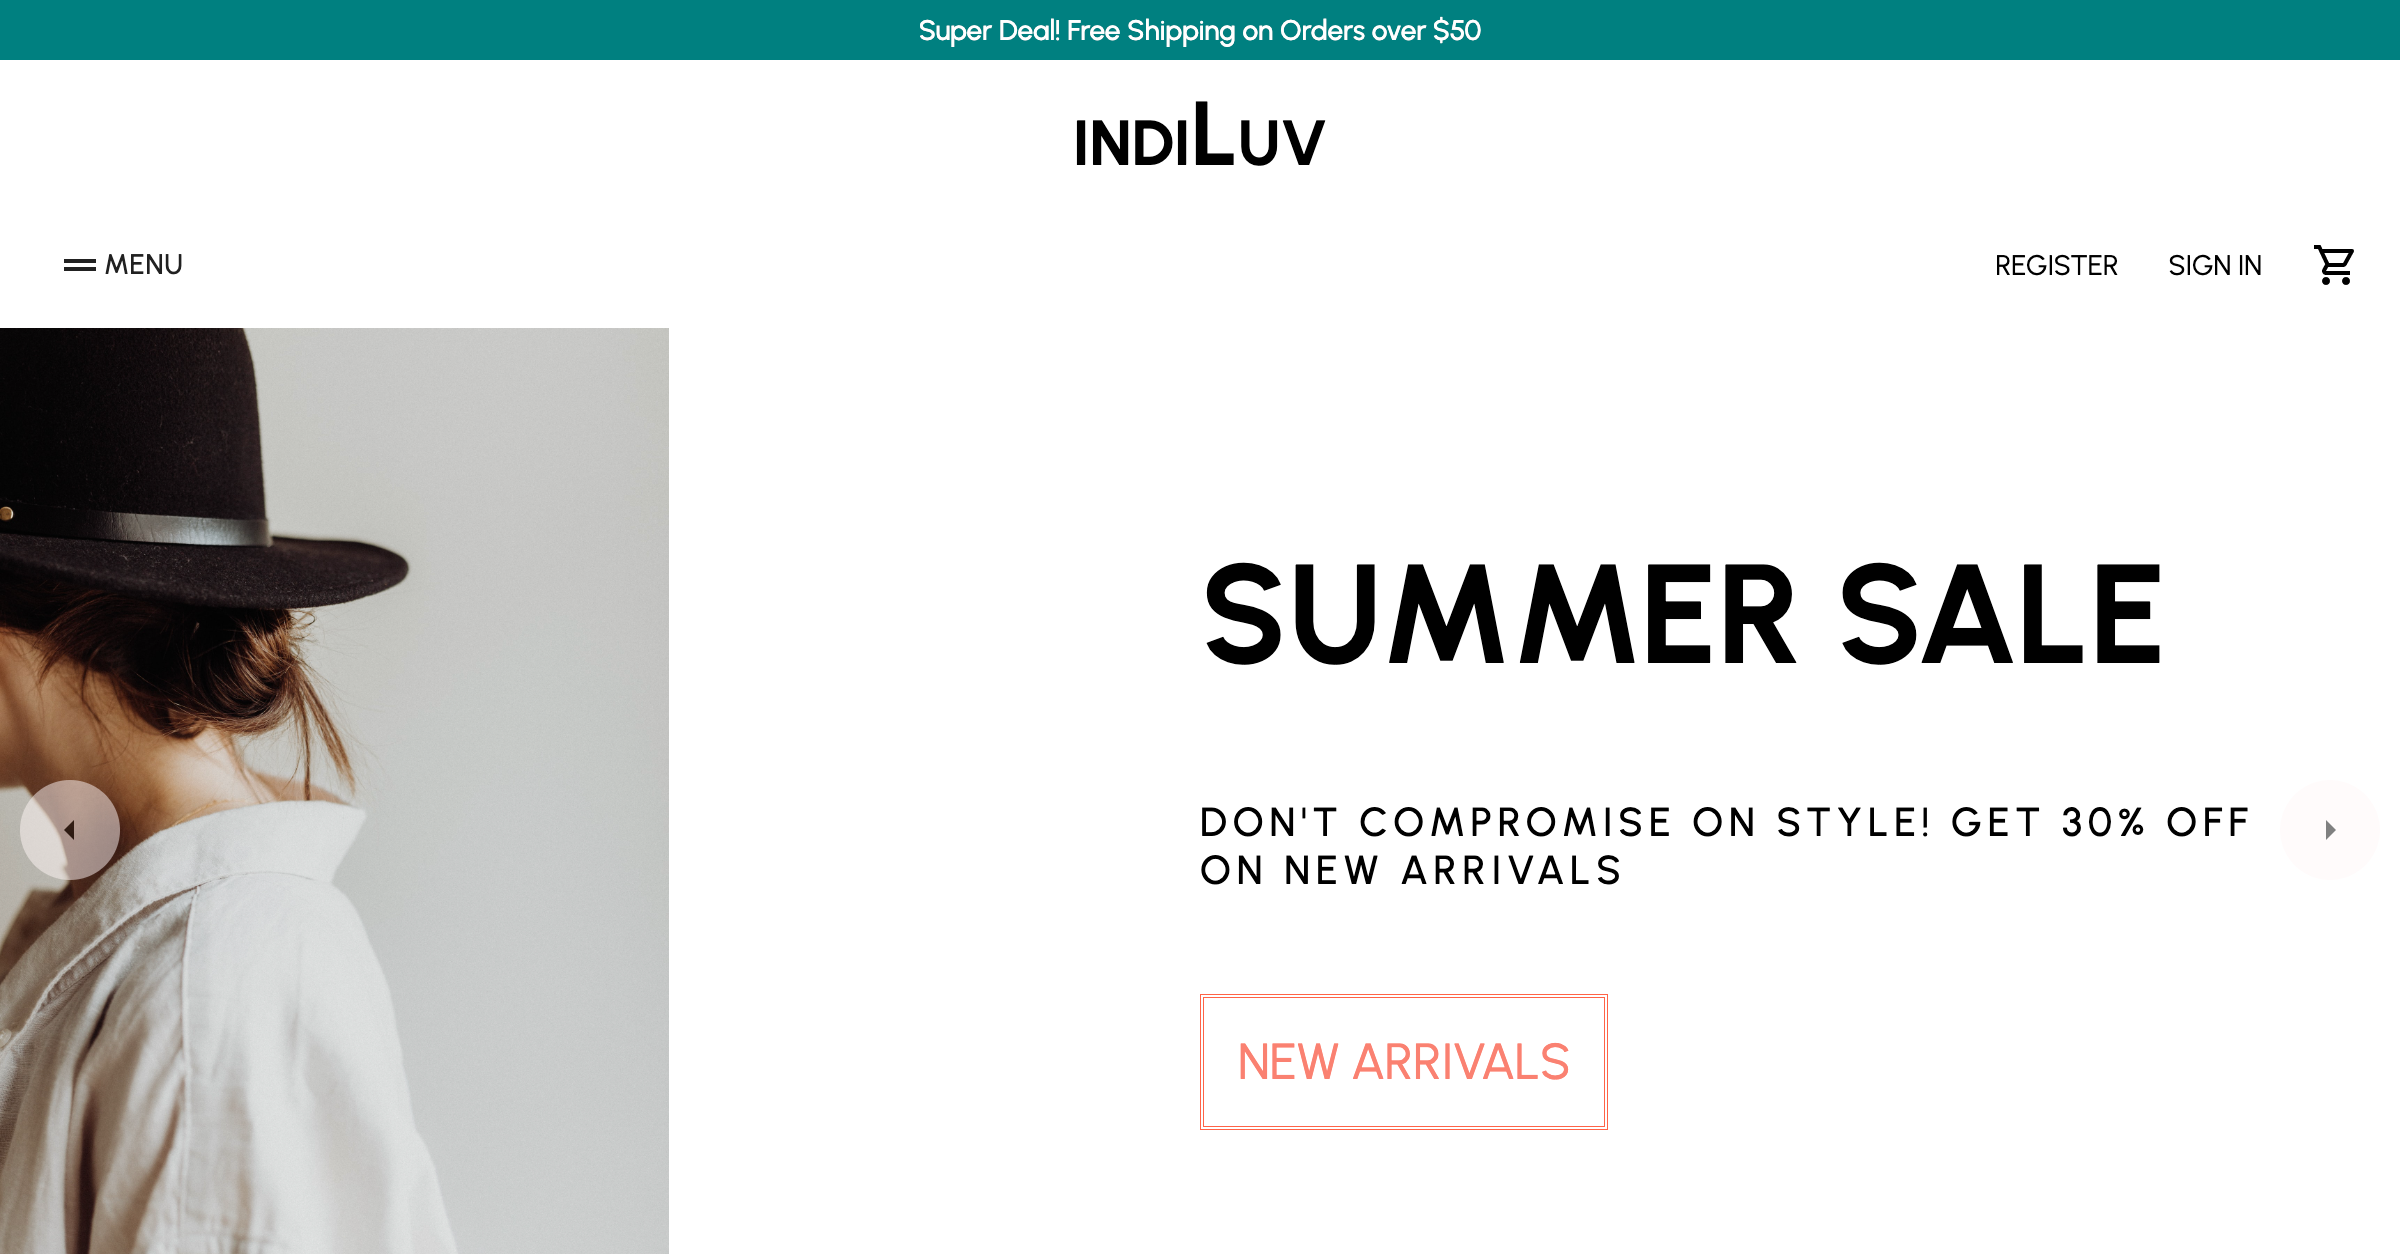 Super Deal! Free Shipping on Orders over $50
INDILUV
MENU
REGISTER
SIGN IN
SUMMER SALE
DON'T COMPROMISE ON STYLE! GET 30% OFF
ON NEW ARRIVALS
NEW ARRIVALS